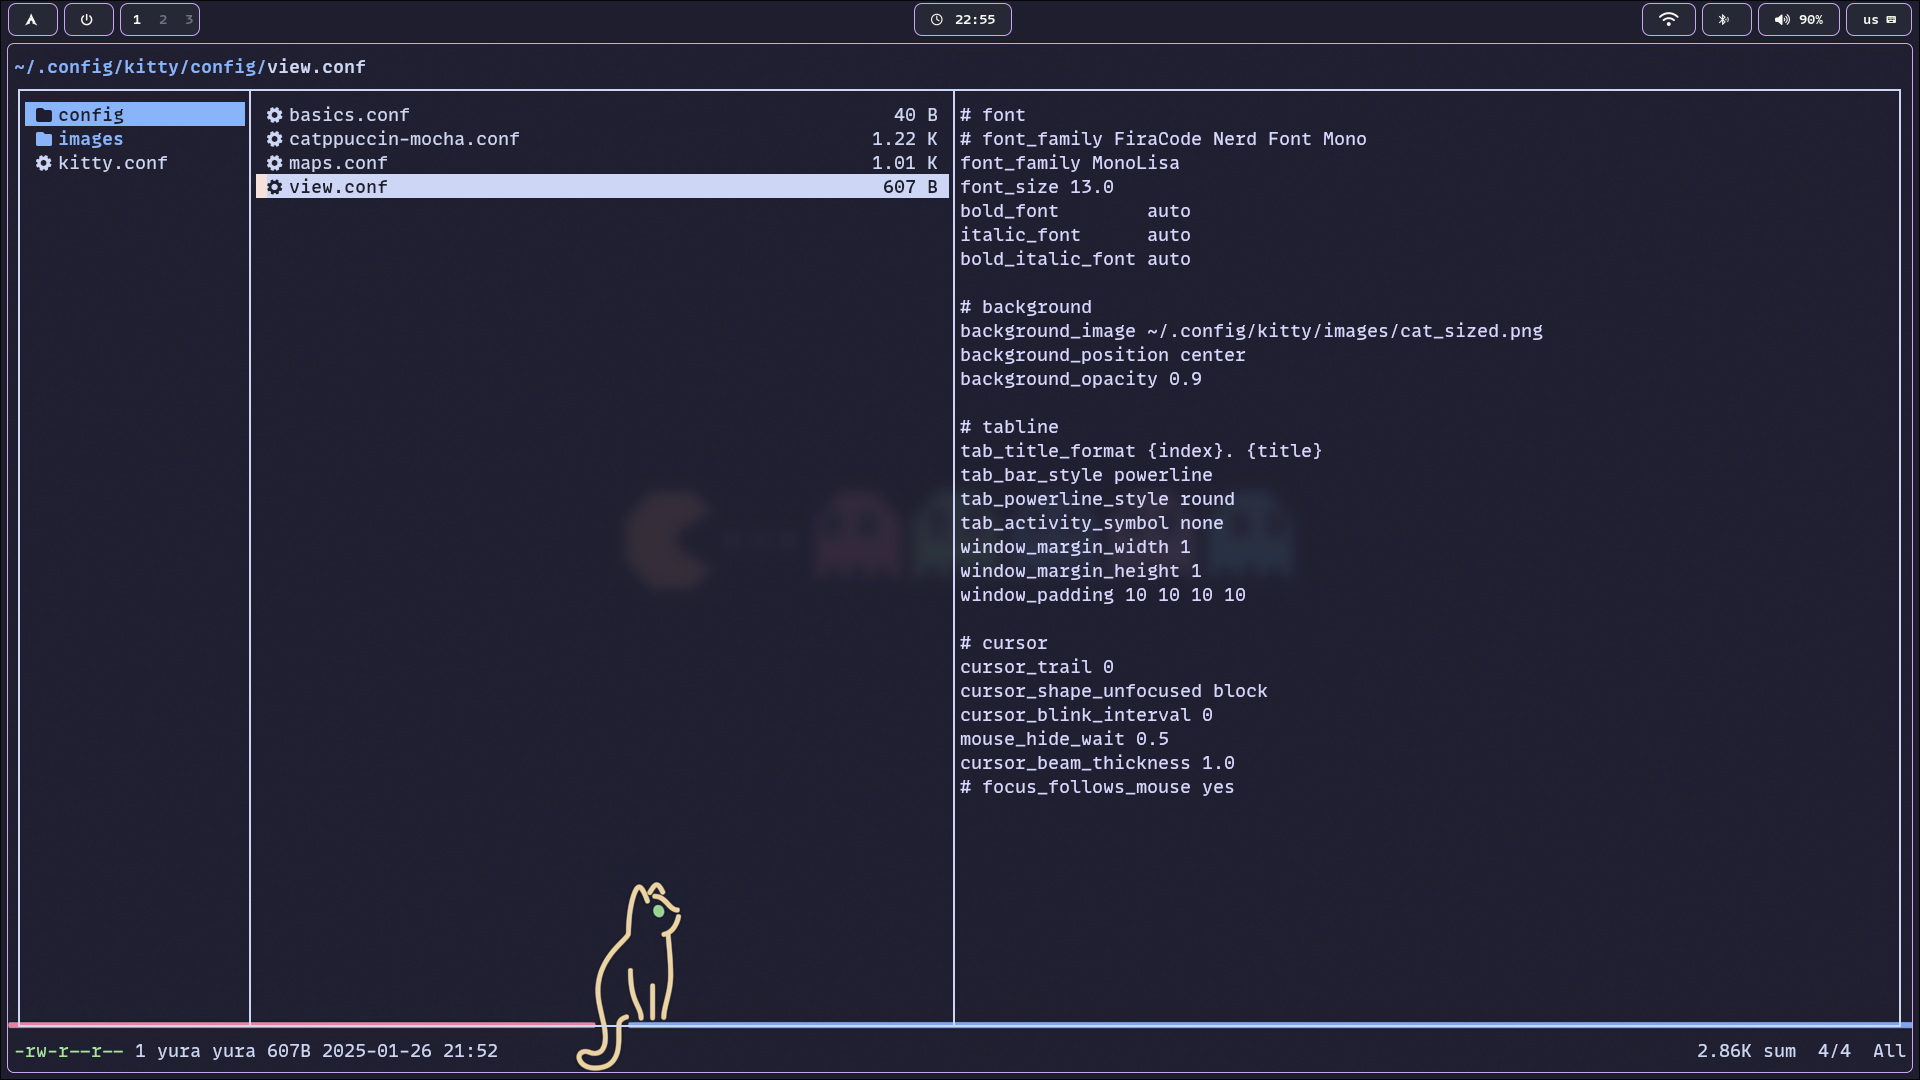 1 2 3
22:55
90%
us
~/.config/kitty/config/view.conf
config
images
kitty.conf
basics.conf 40 B
catppuccin-mocha.conf 1.22 K
maps.conf 1.01 K
view.conf 607 B
# font
# font_family FiraCode Nerd Font Mono
font_family MonoLisa
font_size 13.0
bold_font        auto
italic_font      auto
bold_italic_font auto
# background
background_image ~/.config/kitty/images/cat_sized.png
background_position center
background_opacity 0.9
# tabline
tab_title_format {index}. {title}
tab_bar_style powerline
tab_powerline_style round
tab_activity_symbol none
window_margin_width 1
window_margin_height 1
window_padding 10 10 10 10
# cursor
cursor_trail 0
cursor_shape_unfocused block
cursor_blink_interval 0
mouse_hide_wait 0.5
cursor_beam_thickness 1.0
# focus_follows_mouse yes
-rw-r--r-- 1 yura yura 607B 2025-01-26 21:52
2.86K sum 4/4 All